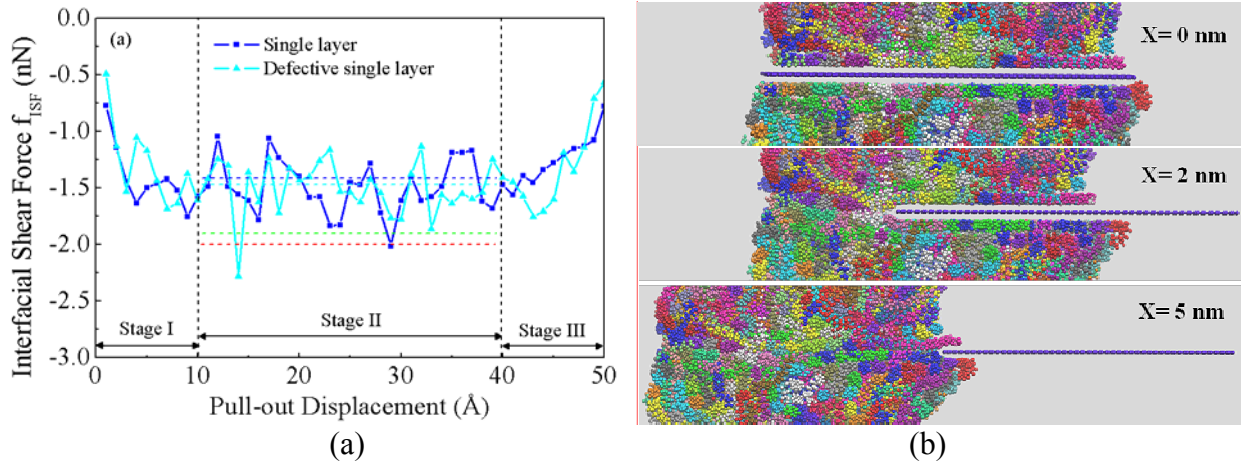 (a)
Single layer
Defective single layer
Interfacial Shear Force f_ISF (nN)
0.0
-0.5
-1.0
-1.5
-2.0
-2.5
-3.0
Stage I
Stage II
Stage III
0 10 20 30 40 50
Pull-out Displacement (Å)
(a)
X= 0 nm
X= 2 nm
X= 5 nm
(b)